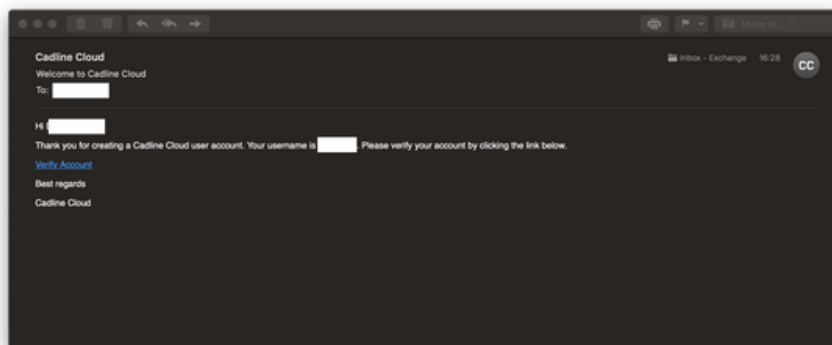 Move to...
Cadline Cloud
Inbox - Exchange 16:28
CC
Welcome to Cadline Cloud
To:
Hi
Thank you for creating a Cadline Cloud user account. Your username is . Please verify your account by clicking the link below.
Verify Account
Best regards
Cadline Cloud